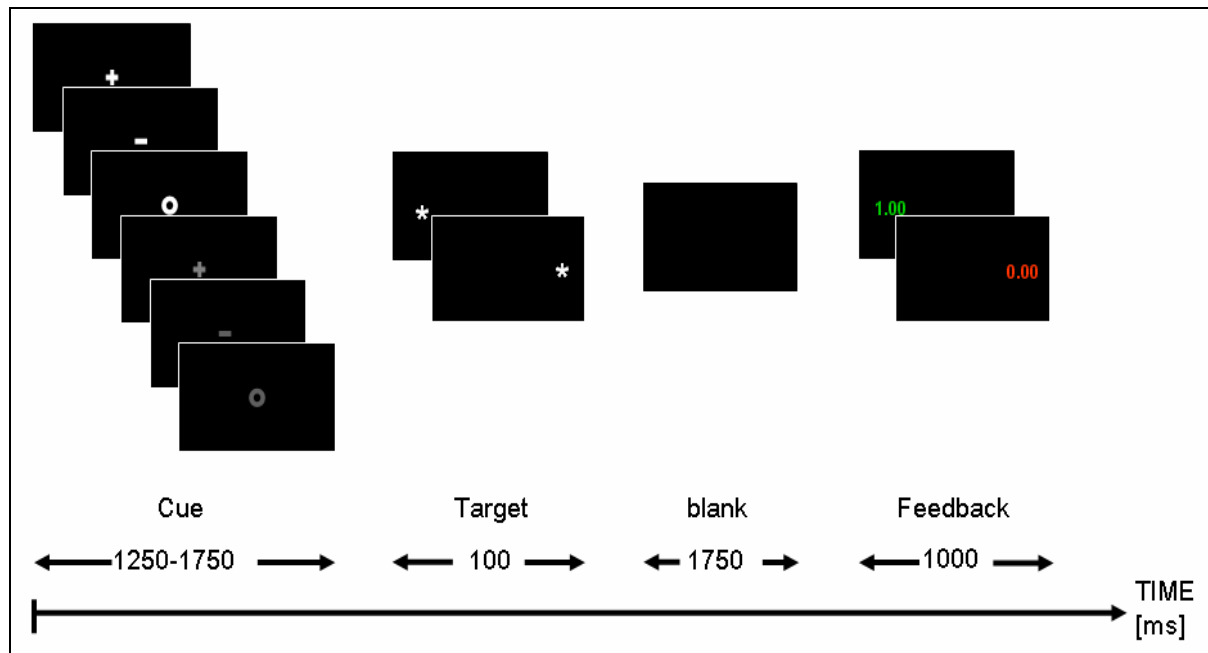 +
-
o
+
-
o
*
*
1.00
0.00
Cue
Target
blank
Feedback
1250-1750
100
1750
1000
TIME
[ms]